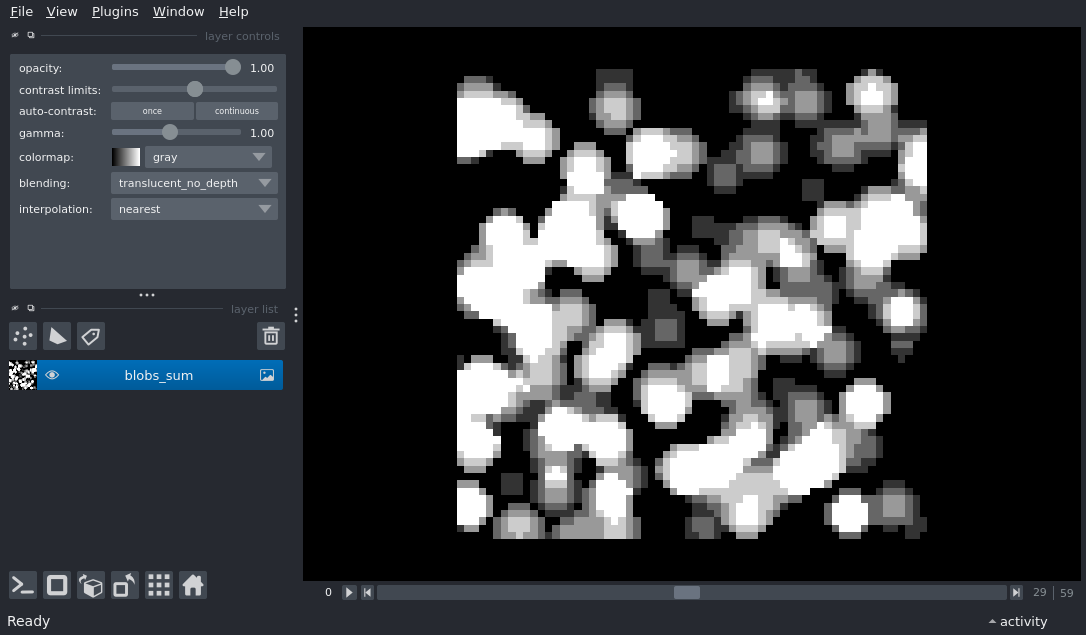 File View Plugins Window Help
layer controls
opacity: 1.00
contrast limits:
auto-contrast: once continuous
gamma: 1.00
colormap: gray
blending: translucent_no_depth
interpolation: nearest
layer list
blobs_sum
0 29 59
Ready activity